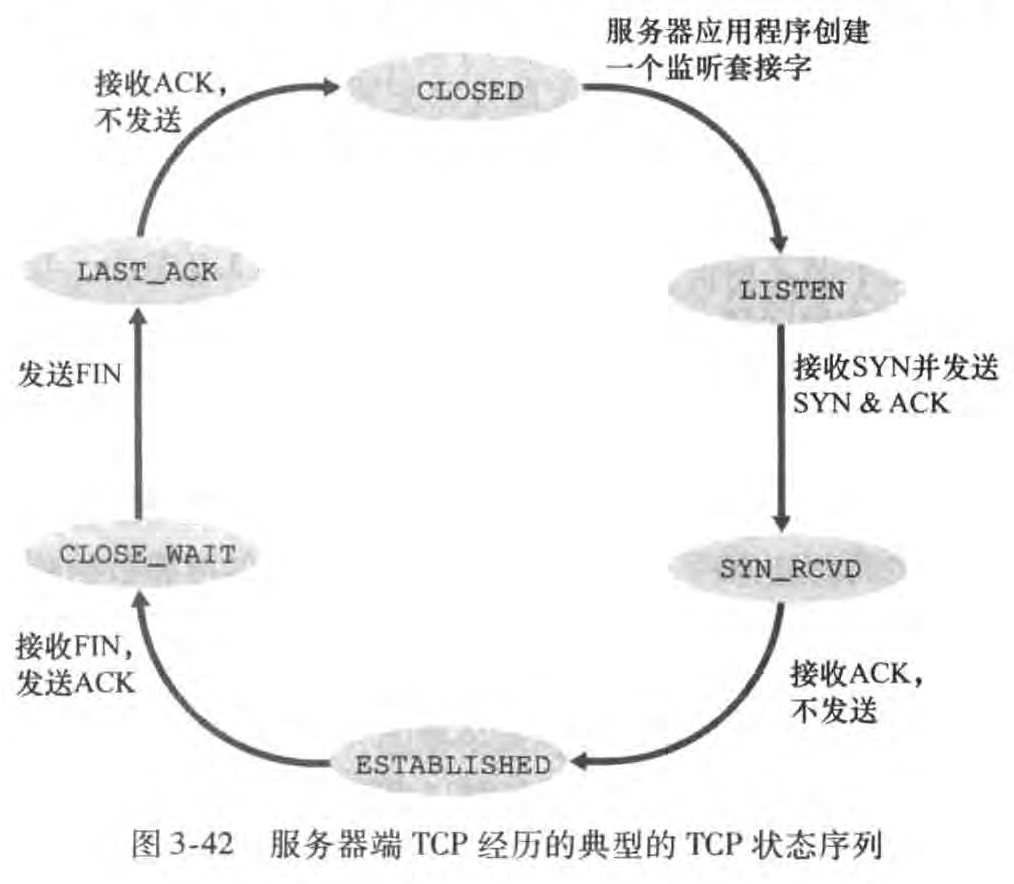 服务器应用程序创建
一个监听套接字
接收ACK，
不发送
CLOSED
LAST_ACK
LISTEN
发送FIN
接收SYN并发送
SYN & ACK
CLOSE_WAIT
SYN_RCVD
接收FIN，
发送ACK
接收ACK，
不发送
ESTABLISHED
图 3-42 服务器端 TCP 经历的典型的 TCP 状态序列